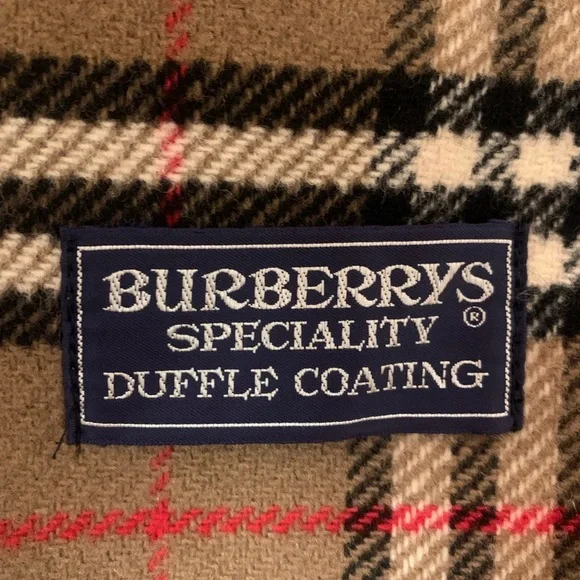 BURBERRYS
®
SPECIALITY
DUFFLE COATING